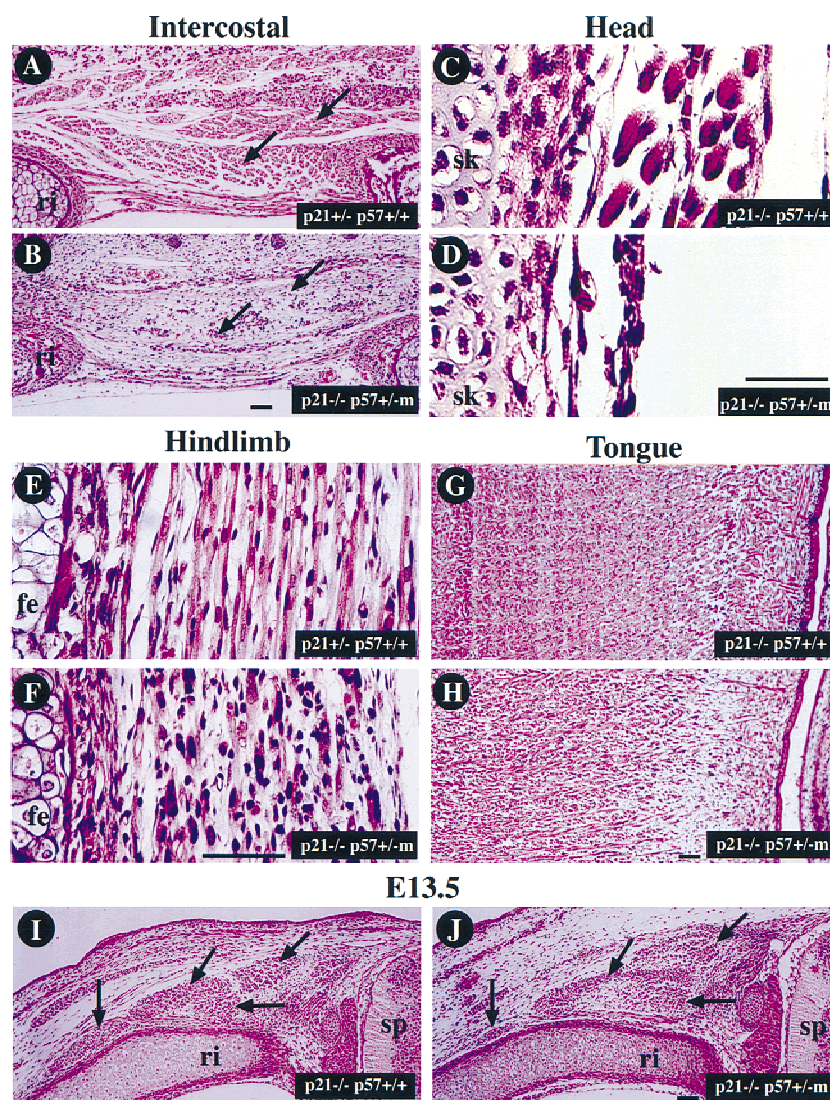 Intercostal
Head
A
ri
p21+/- p57+/+
C
sk
p21-/- p57+/+
B
ri
p21-/- p57+/-m
D
sk
p21-/- p57+/-m
Hindlimb
Tongue
E
fe
p21+/- p57+/+
G
p21-/- p57+/+
F
fe
p21-/- p57+/-m
H
p21-/- p57+/-m
E13.5
I
ri
sp
p21-/- p57+/+
J
ri
sp
p21-/- p57+/-m